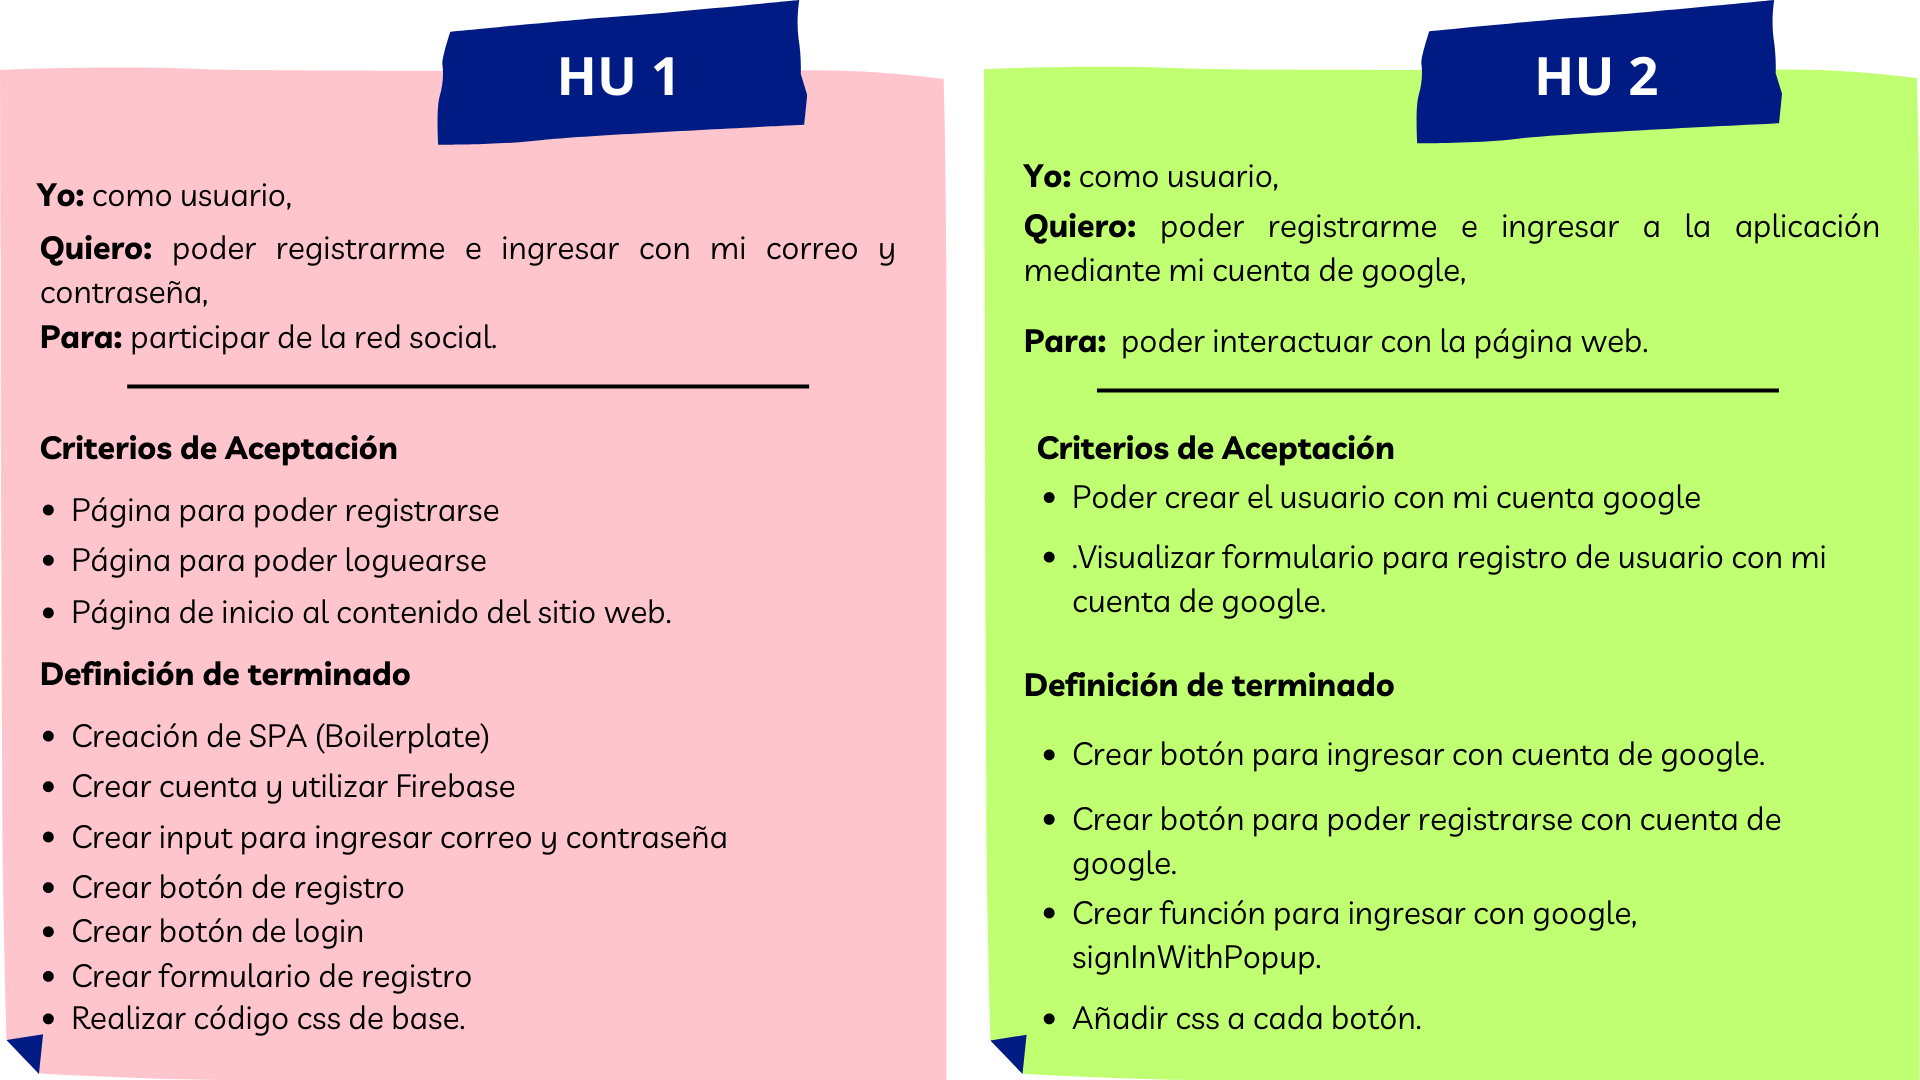 HU 1
Yo: como usuario,
Quiero: poder registrarme e ingresar con mi correo y
contraseña,
Para: participar de la red social.
Criterios de Aceptación
• Página para poder registrarse
• Página para poder loguearse
• Página de inicio al contenido del sitio web.
Definición de terminado
• Creación de SPA (Boilerplate)
• Crear cuenta y utilizar Firebase
• Crear input para ingresar correo y contraseña
• Crear botón de registro
• Crear botón de login
• Crear formulario de registro
• Realizar código css de base.
HU 2
Yo: como usuario,
Quiero: poder registrarme e ingresar a la aplicación
mediante mi cuenta de google,
Para: poder interactuar con la página web.
Criterios de Aceptación
• Poder crear el usuario con mi cuenta google
• .Visualizar formulario para registro de usuario con mi
cuenta de google.
Definición de terminado
• Crear botón para ingresar con cuenta de google.
• Crear botón para poder registrarse con cuenta de
google.
• Crear función para ingresar con google,
signInWithPopup.
• Añadir css a cada botón.